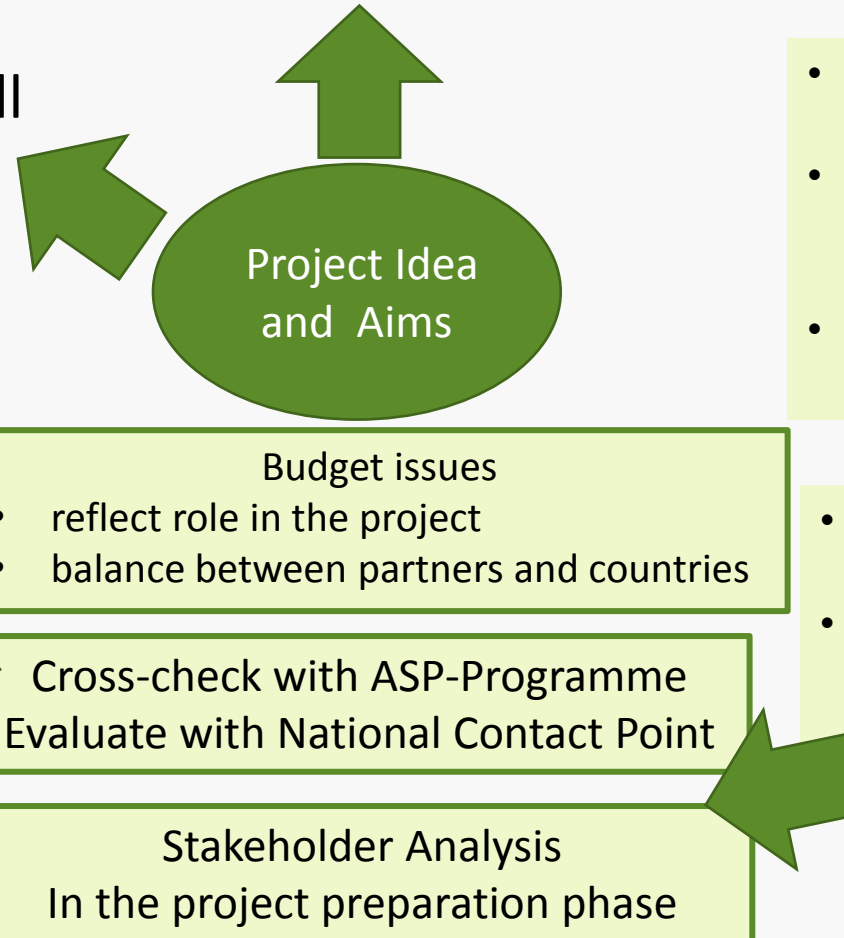 Project Idea
and Aims
Budget issues
• reflect role in the project
• balance between partners and countries
Cross-check with ASP-Programme
Evaluate with National Contact Point
Stakeholder Analysis
In the project preparation phase